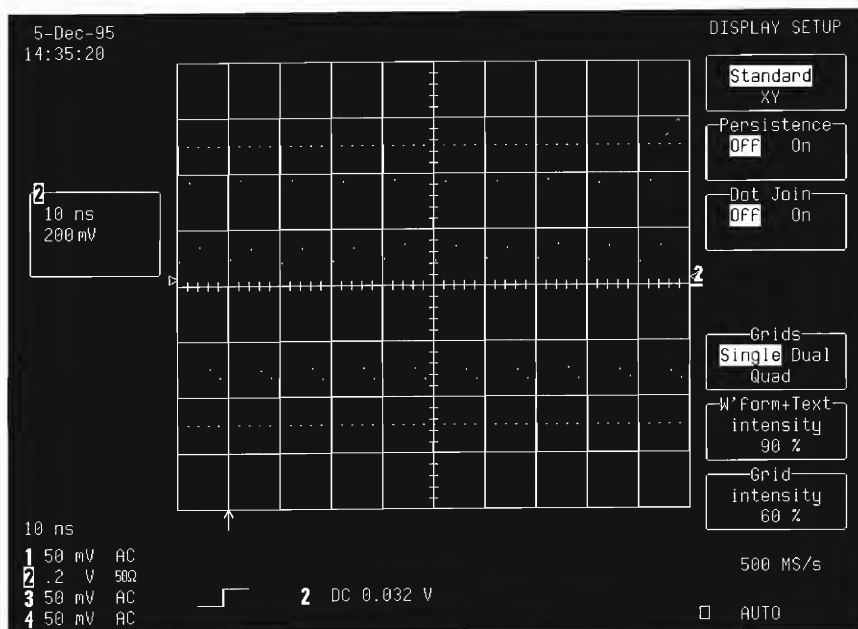 5-Dec-95
14:35:20
2
10 ns
200 mV
2
10 ns
1 50 mV AC
2 .2 V 50Ω
3 50 mV AC
4 50 mV AC
2 DC 0.032 V
DISPLAY SETUP
Standard
XY
Persistence
Off On
Dot Join
Off On
Grids
Single Dual
Quad
W'form+Text
intensity
90 %
Grid
intensity
60 %
500 MS/s
AUTO